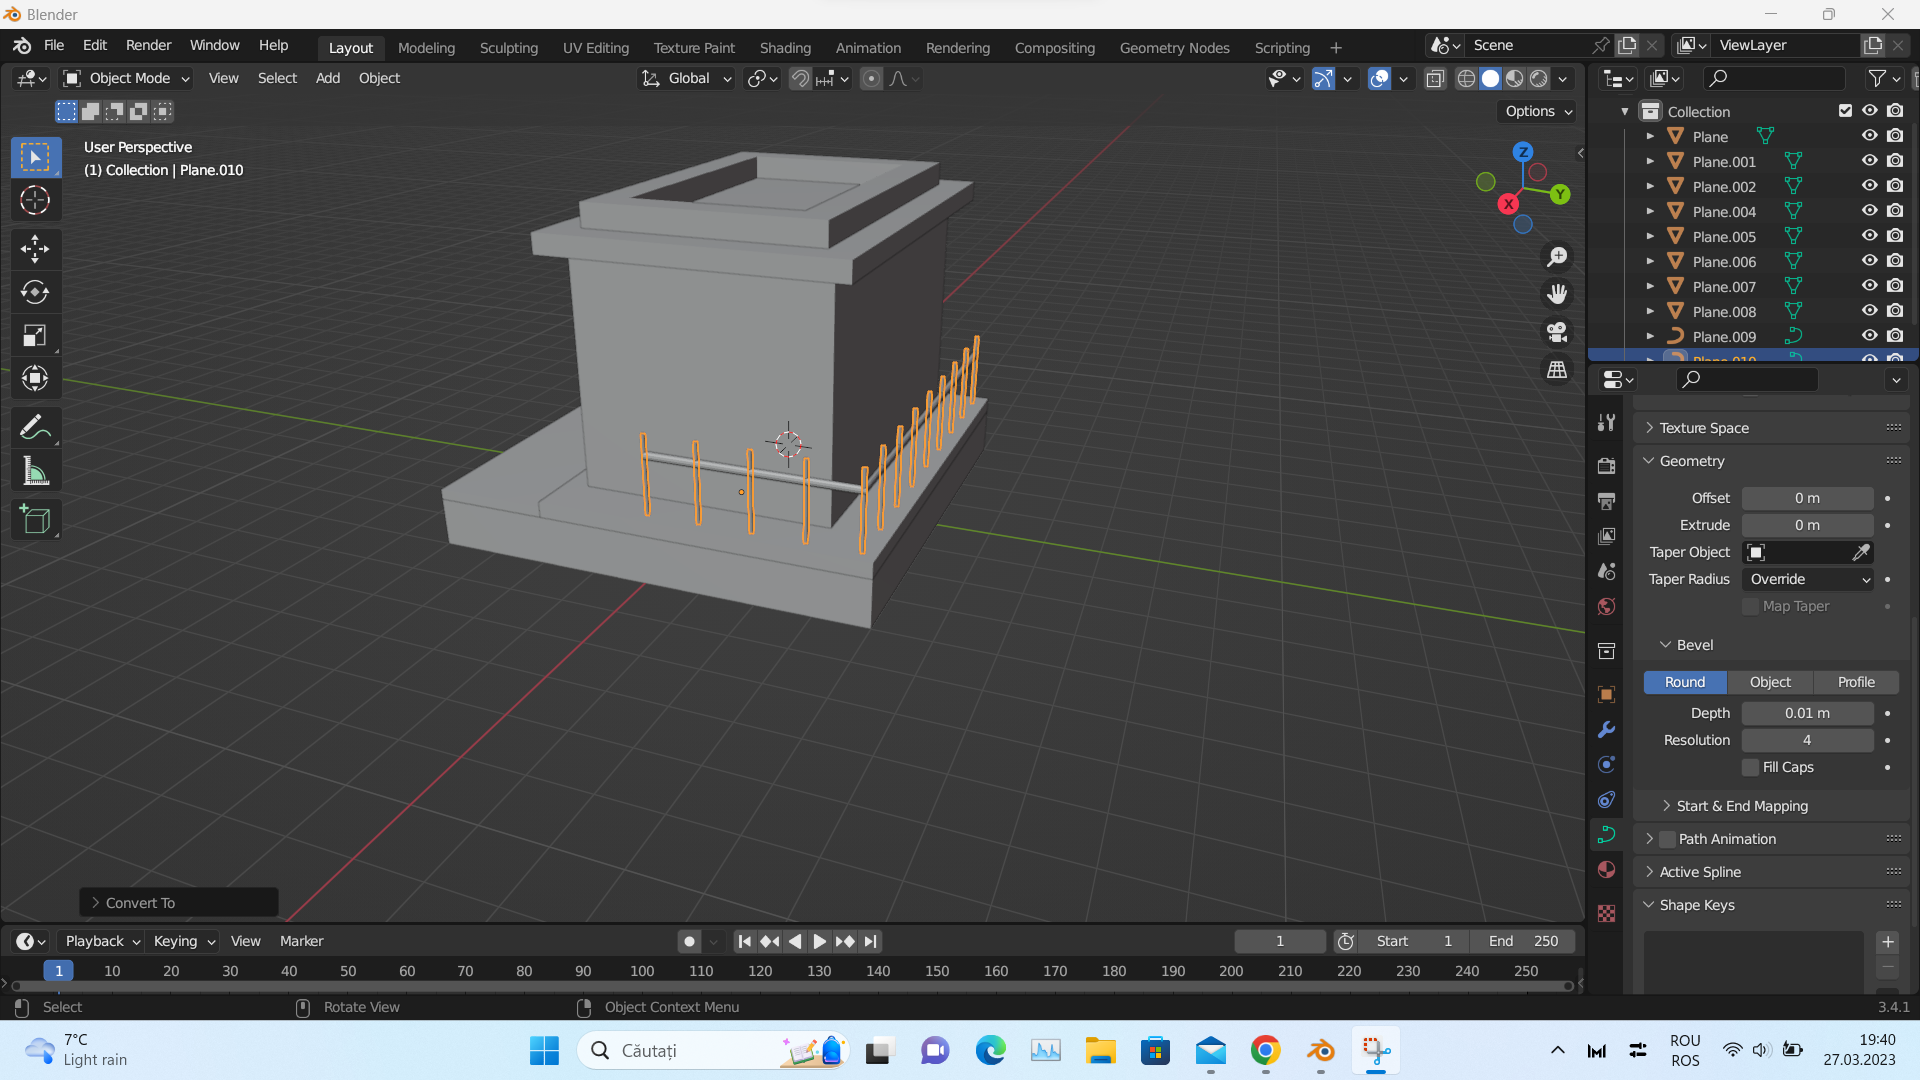 Blender
File Edit Render Window Help Layout Modeling Sculpting UV Editing Texture Paint Shading Animation Rendering Compositing Geometry Nodes Scripting + Scene ViewLayer
Object Mode View Select Add Object Global
Options
User Perspective
(1) Collection | Plane.010
Z
Y
X
Collection
Plane
Plane.001
Plane.002
Plane.004
Plane.005
Plane.006
Plane.007
Plane.008
Plane.009
Plane.010
Texture Space
Geometry
Offset 0 m
Extrude 0 m
Taper Object
Taper Radius Override
Map Taper
Bevel
Round Object Profile
Depth 0.01 m
Resolution 4
Fill Caps
Start & End Mapping
Path Animation
Active Spline
Shape Keys
Convert To
Playback Keying View Marker 1 Start 1 End 250
1 10 20 30 40 50 60 70 80 90 100 110 120 130 140 150 160 170 180 190 200 210 220 230 240 250
Select Rotate View Object Context Menu 3.4.1
7°C
Light rain
Căutați
ROU
ROS
19:40
27.03.2023